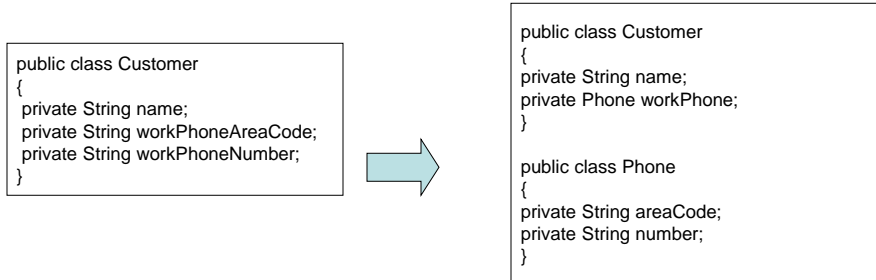 public class Customer
{
private String name;
private String workPhoneAreaCode;
private String workPhoneNumber;
}
public class Customer
{
private String name;
private Phone workPhone;
}
public class Phone
{
private String areaCode;
private String number;
}